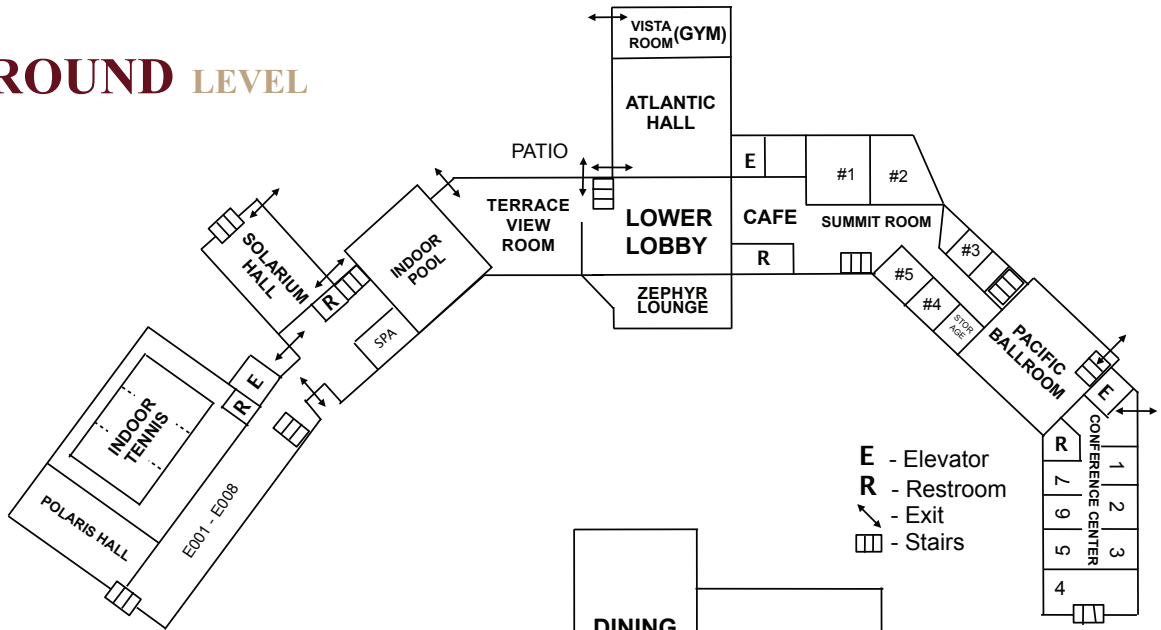 ROUND LEVEL
VISTA
ROOM (GYM)
ATLANTIC
HALL
PATIO
E
#1
#2
TERRACE
VIEW
ROOM
LOWER
LOBBY
CAFE
SUMMIT ROOM
R
#3
SOLARIUM
HALL
INDOOR
POOL
R
ZEPHYR
LOUNGE
#5
#4
STOR
AGE
SPA
PACIFIC
BALLROOM
E
R
INDOOR
TENNIS
E
R
CONFERENCE CENTER
1
2
3
4
5
6
7
POLARIS HALL
E001 - E008
E - Elevator
R - Restroom
- Exit
- Stairs
DINING